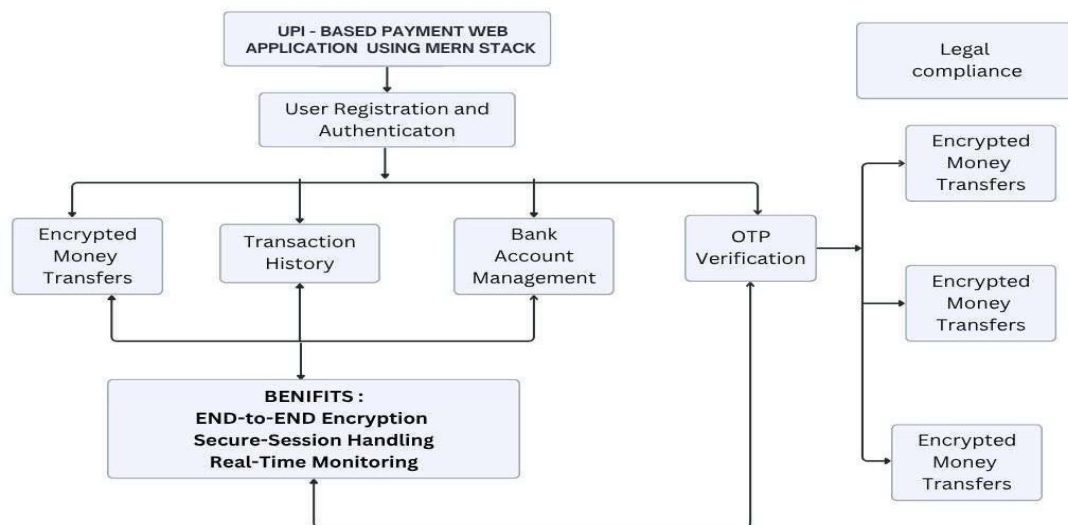 UPI - BASED PAYMENT WEB
APPLICATION USING MERN STACK
Legal
compliance
User Registration and
Authenticaton
Encrypted
Money
Transfers
Encrypted
Money
Transfers
Transaction
History
Bank
Account
Management
OTP
Verification
Encrypted
Money
Transfers
BENIFITS :
END-to-END Encryption
Secure-Session Handling
Real-Time Monitoring
Encrypted
Money
Transfers